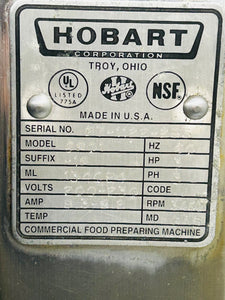 HOBART
CORPORATION
TROY, OHIO
UL
LISTED
775A
Hobart
NSF
MADE IN U.S.A.
SERIAL NO.
MODEL HZ
SUFFIX HP
ML PH
VOLTS CODE
AMP RPM
TEMP MD
COMMERCIAL FOOD PREPARING MACHINE